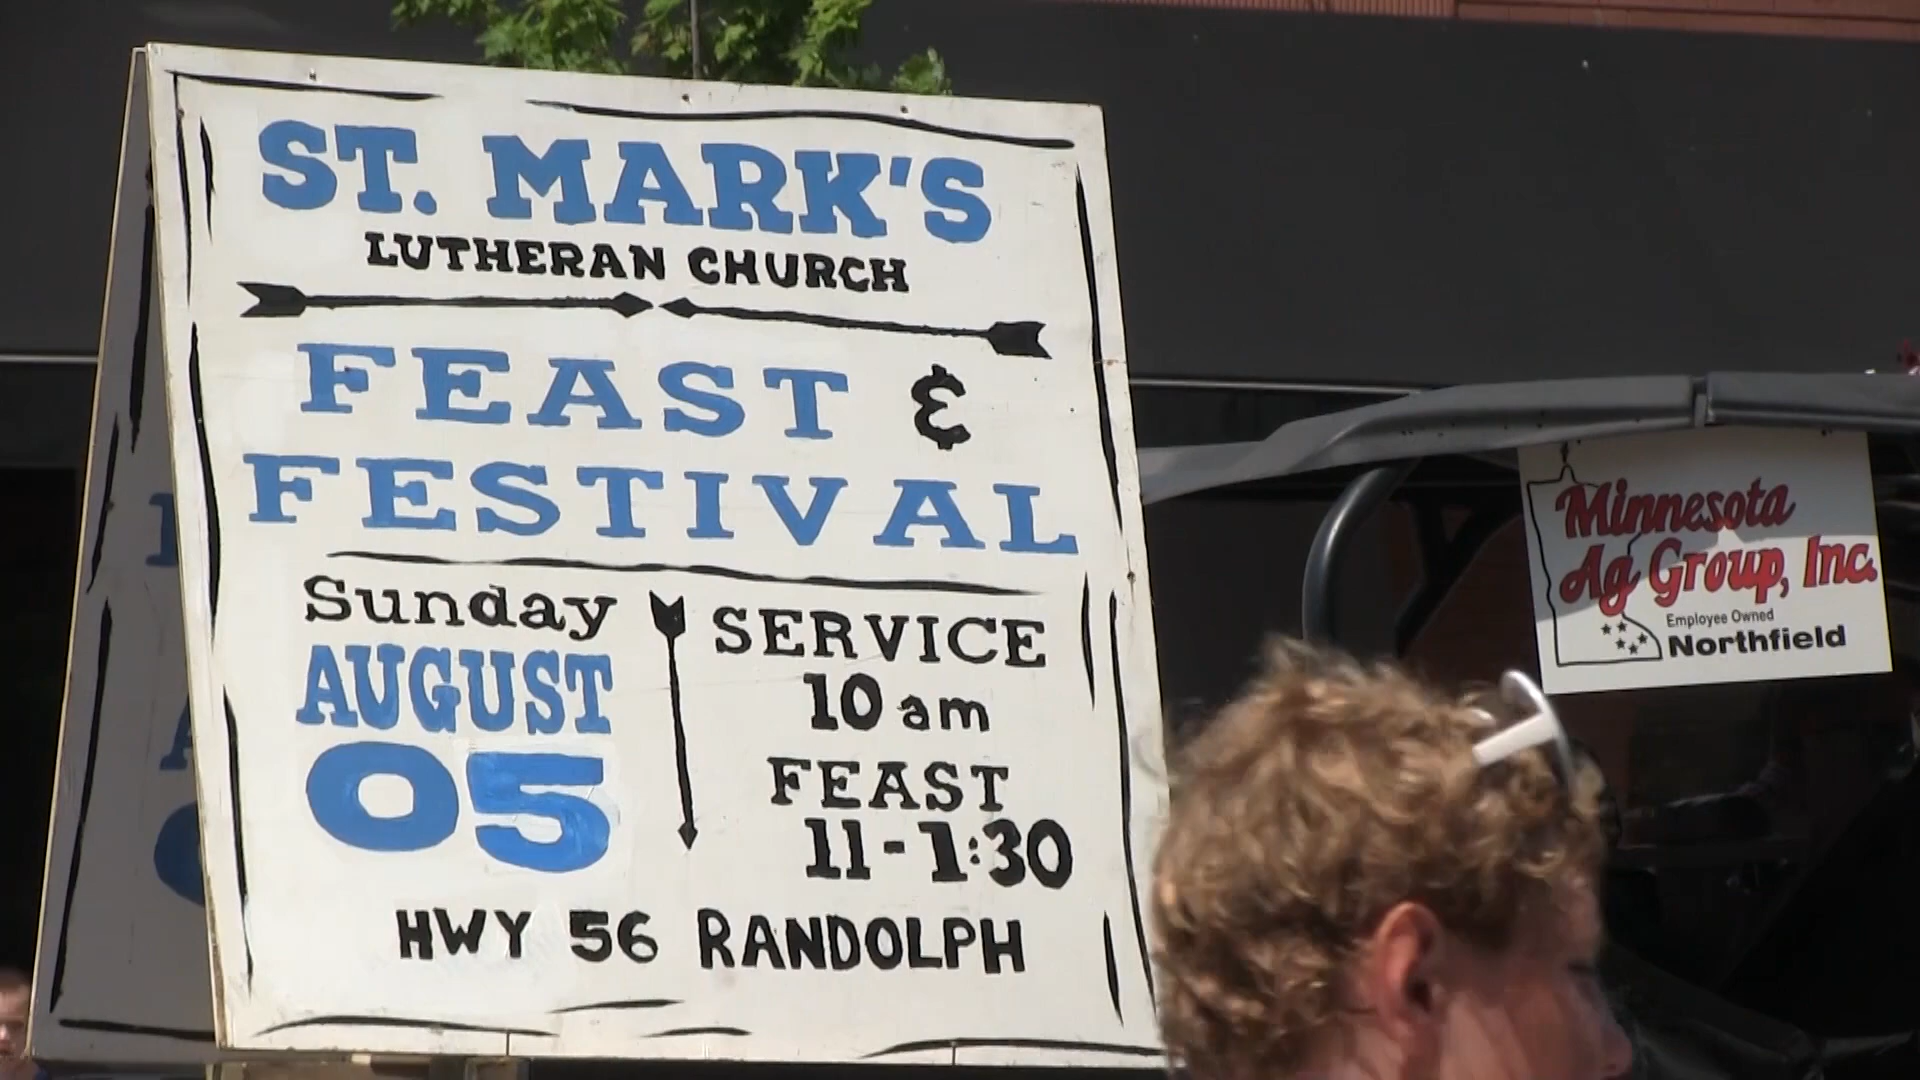 ST. MARK'S
LUTHERAN CHURCH
FEAST &
FESTIVAL
Sunday
AUGUST
05
SERVICE
10 am
FEAST
11-1:30
HWY 56 RANDOLPH
Minnesota
Ag Group, Inc.
Employee Owned
Northfield